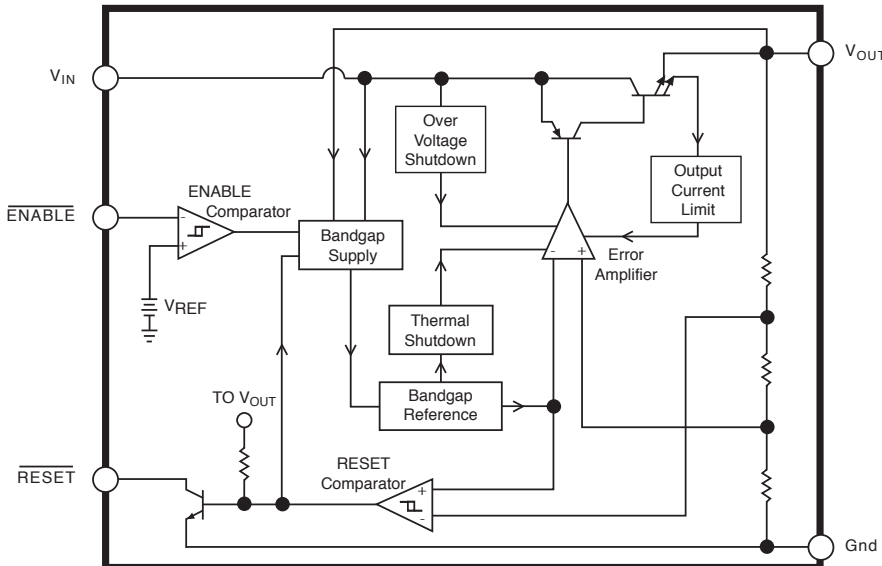 VOUT
VIN
Over
Voltage
Shutdown
Output
Current
Limit
ENABLE
ENABLE
Comparator
-
+
Bandgap
Supply
- +
Error
Amplifier
VREF
Thermal
Shutdown
TO VOUT
Bandgap
Reference
RESET
RESET
Comparator
+
-
Gnd